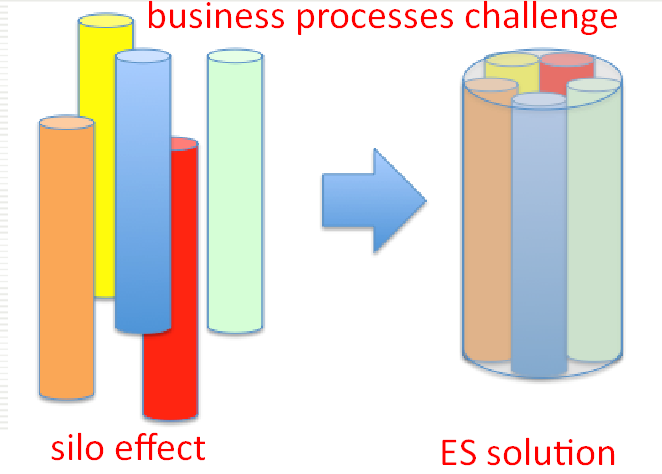 business processes challenge
silo effect
ES solution